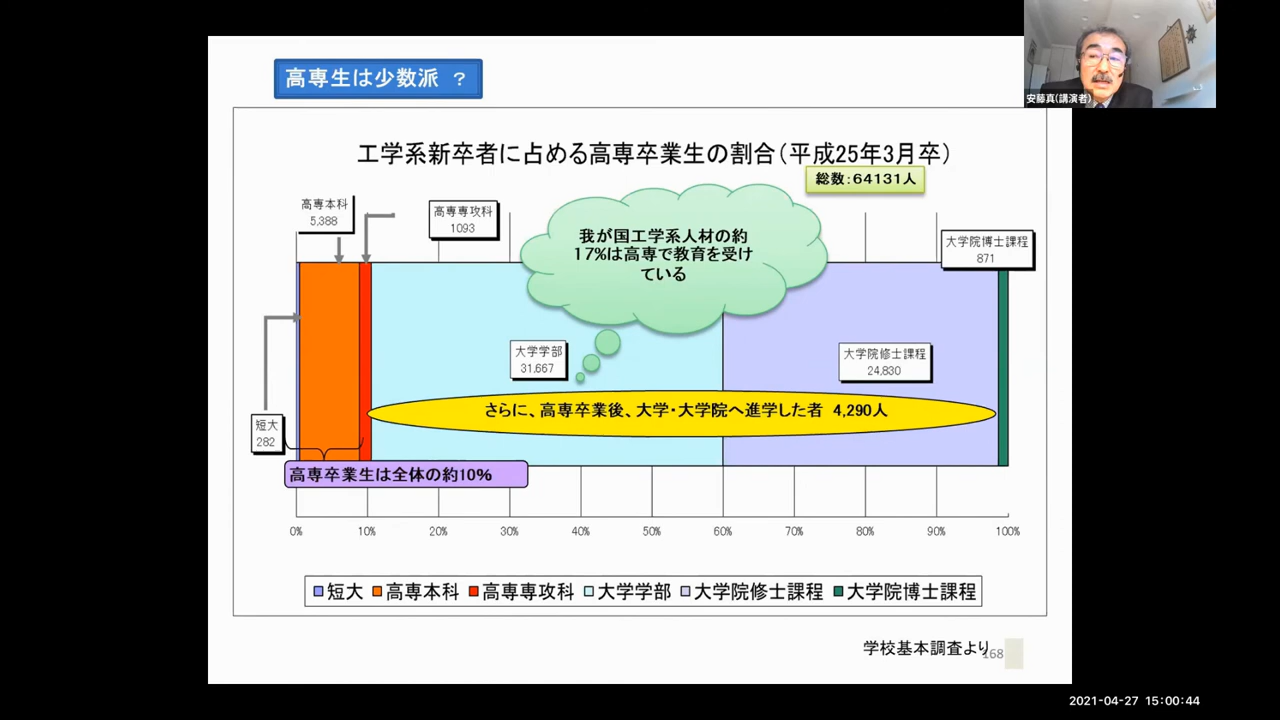 高専生は少数派 ?
安藤真(講演者)
工学系新卒者に占める高専卒業生の割合(平成25年3月卒)
総数:64131人
高専本科
5,388
高専専攻科
1093
我が国工学系人材の約
17%は高専で教育を受け
ている
大学院博士課程
871
大学学部
31,667
大学院修士課程
24,830
さらに、高専卒業後、大学・大学院へ進学した者 4,290人
短大
282
高専卒業生は全体の約10%
0% 10% 20% 30% 40% 50% 60% 70% 80% 90% 100%
短大 高専本科 高専専攻科 大学学部 大学院修士課程 大学院博士課程
学校基本調査より
168
2021-04-27 15:00:44